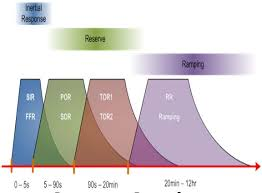 Inertial
Response
Reserve
Ramping
SIR
FFR
POR
SOR
TOR1
TOR2
RR
Ramping
0 – 5s
5 – 90s
90s – 20min
20min – 12hr